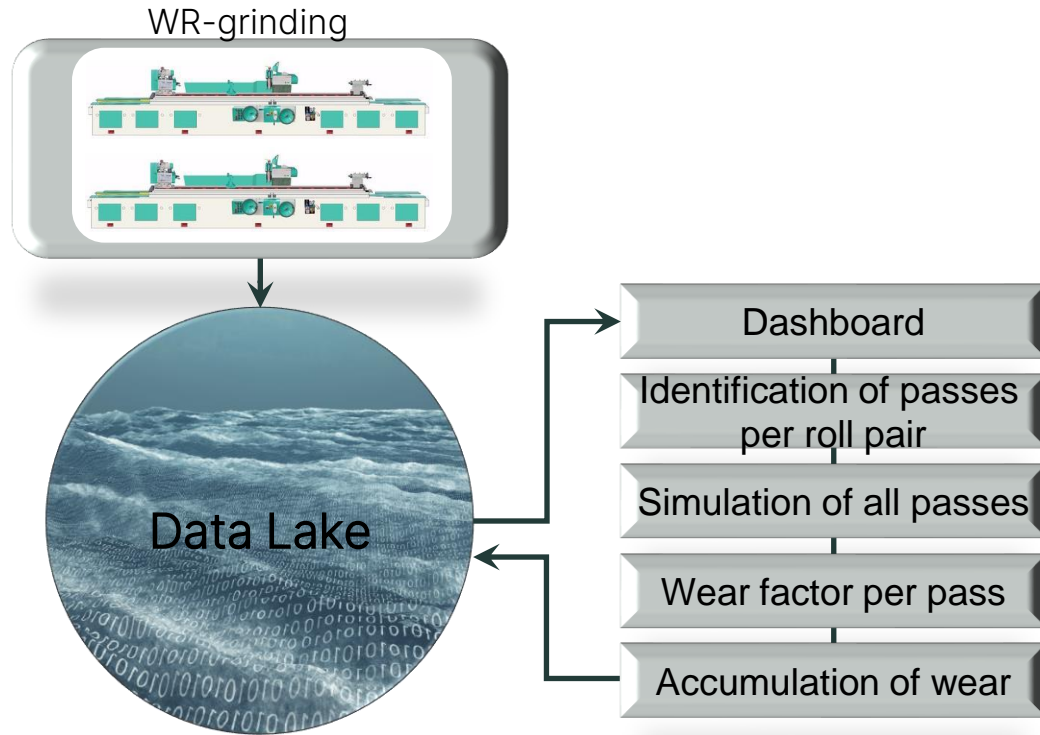 WR-grinding
Dashboard
Identification of passes
per roll pair
Simulation of all passes
Data Lake
Wear factor per pass
Accumulation of wear